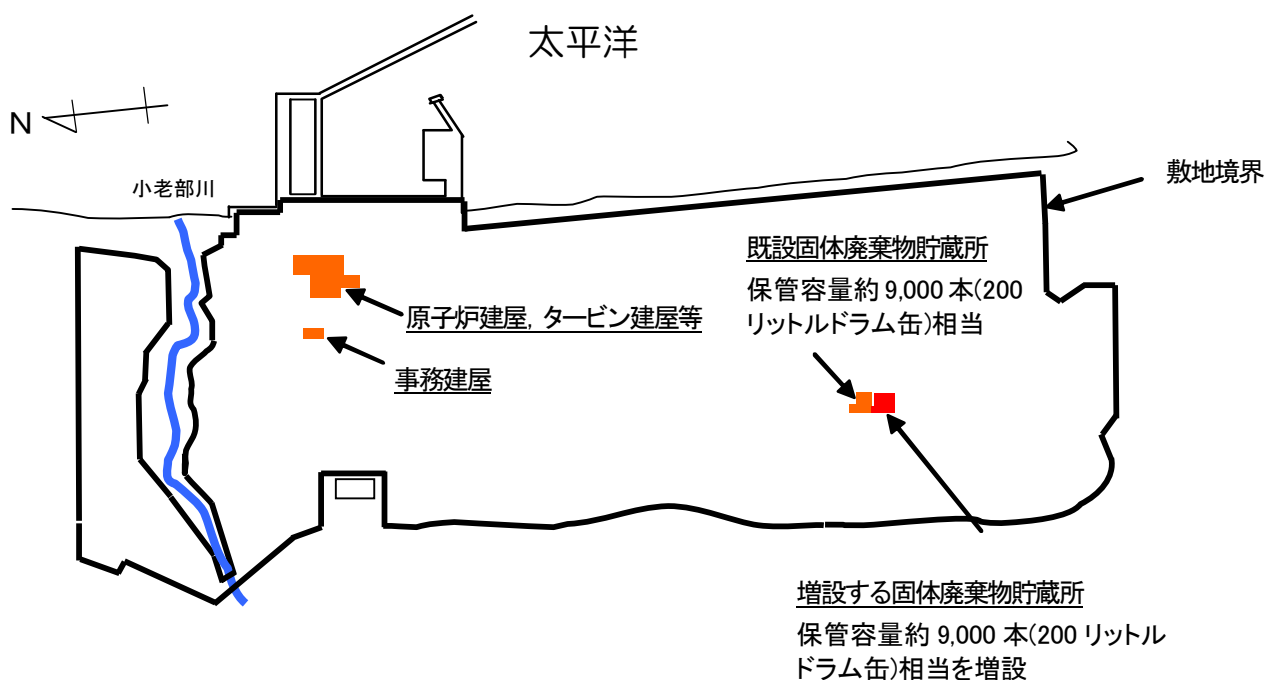 太平洋
N
小老部川
敷地境界
既設固体廃棄物貯蔵所
保管容量約 9,000 本(200
リットルドラム缶)相当
原子炉建屋, タービン建屋等
事務建屋
増設する固体廃棄物貯蔵所
保管容量約 9,000 本(200 リットル
ドラム缶)相当を増設